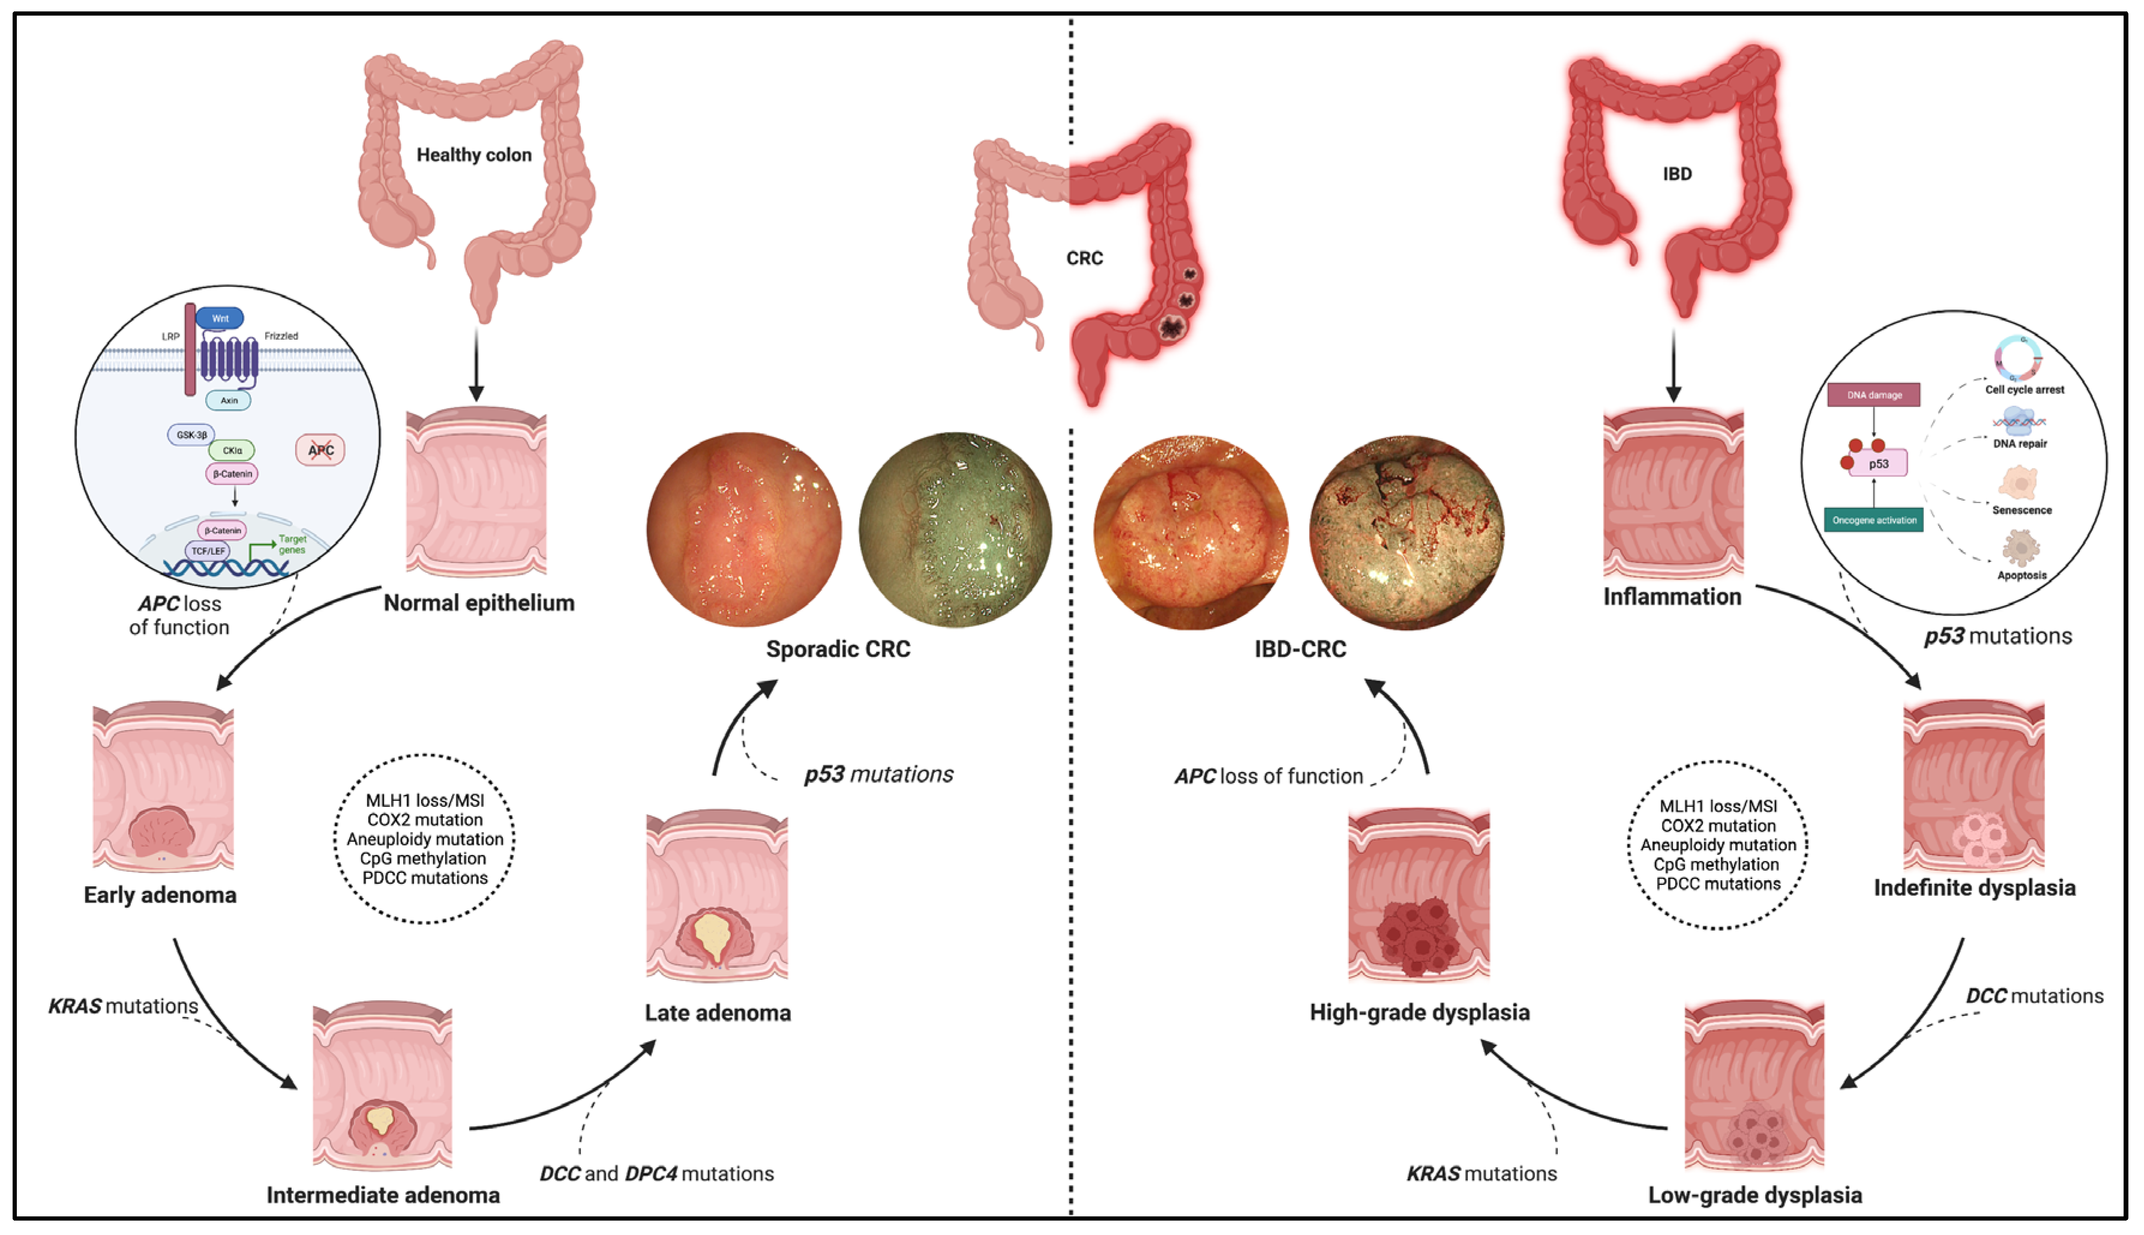 Healthy colon
LRP
Wnt
Frizzled
Axin
GSK-3β
CKIα
β-Catenin
APC
β-Catenin
TCF/LEF
Target
genes
APC loss
of function
Normal epithelium
Early adenoma
KRAS mutations
Intermediate adenoma
DCC and DPC4 mutations
Late adenoma
p53 mutations
Sporadic CRC
MLH1 loss/MSI
COX2 mutation
Aneuploidy mutation
CpG methylation
PDCC mutations
CRC
IBD
Inflammation
DNA damage
p53
Oncogene activation
Cell cycle arrest
DNA repair
Senescence
Apoptosis
p53 mutations
Indefinite dysplasia
DCC mutations
Low-grade dysplasia
KRAS mutations
High-grade dysplasia
APC loss of function
IBD-CRC
MLH1 loss/MSI
COX2 mutation
Aneuploidy mutation
CpG methylation
PDCC mutations